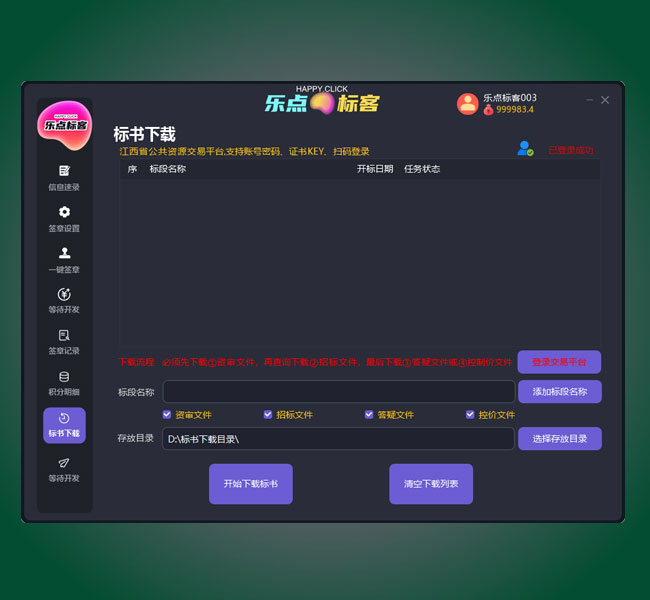 HAPPY.CLICK
乐点 标客
乐点标客003
999983.4
HAPPY.CLICK
乐点标客
标书下载
江西省公共资源交易平台,支持账号密码、证书KEY、扫码登录
已登录成功
序 标段名称 开标日期 任务状态
信息速录
签章设置
一键签章
等待开发
签章记录
积分明细
标书下载
等待开发
下载流程 必须先下载①资审文件，再查询下载②招标文件，最后下载③答疑文件或④控制价文件
登录交易平台
标段名称
添加标段名称
资审文件 招标文件 答疑文件 控价文件
存放目录 D:\标书下载目录\ 选择存放目录
开始下载标书 清空下载列表